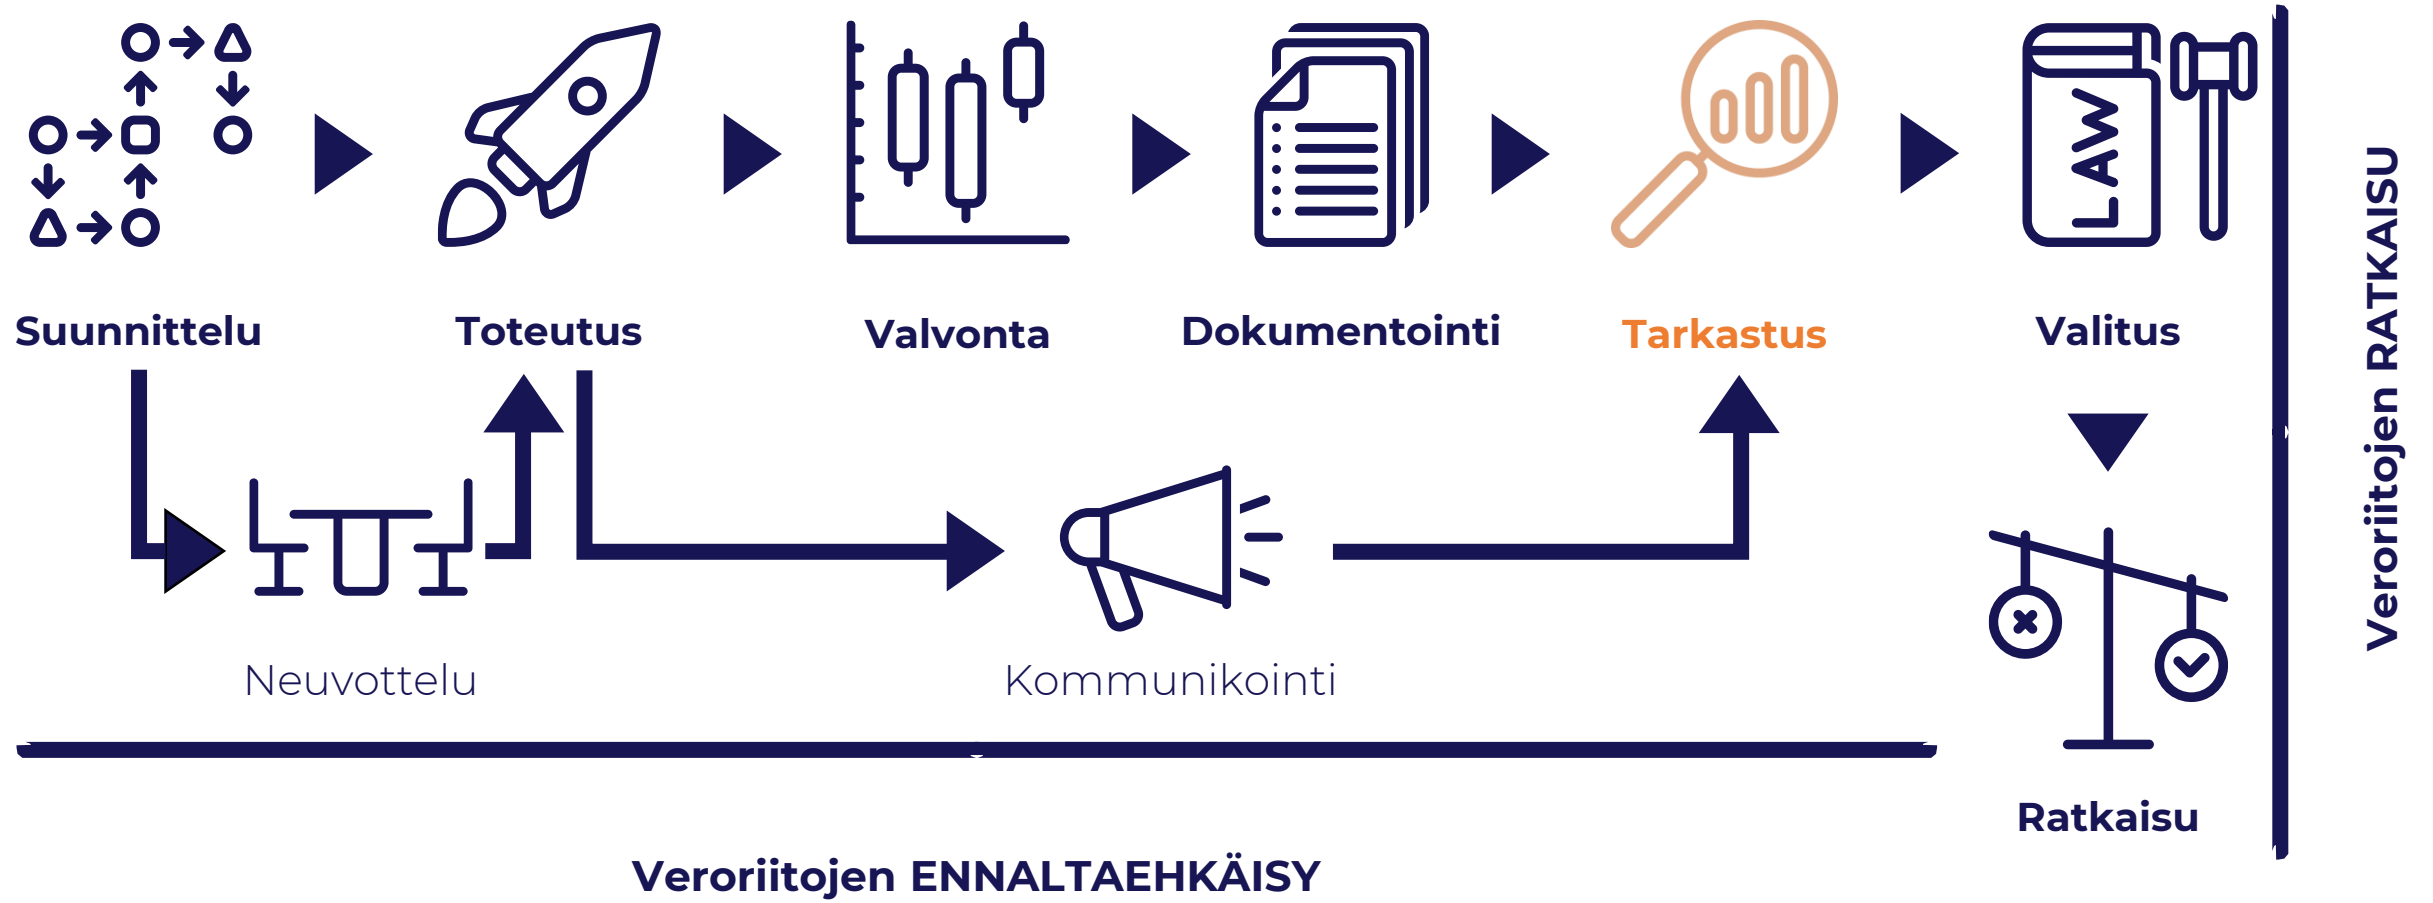 LAW
Suunnittelu
Toteutus
Valvonta
Dokumentointi
Tarkastus
Valitus
Neuvottelu
Kommunikointi
Ratkaisu
Veroriitojen ENNALTAEHKÄISY
Veroriitojen RATKAISU